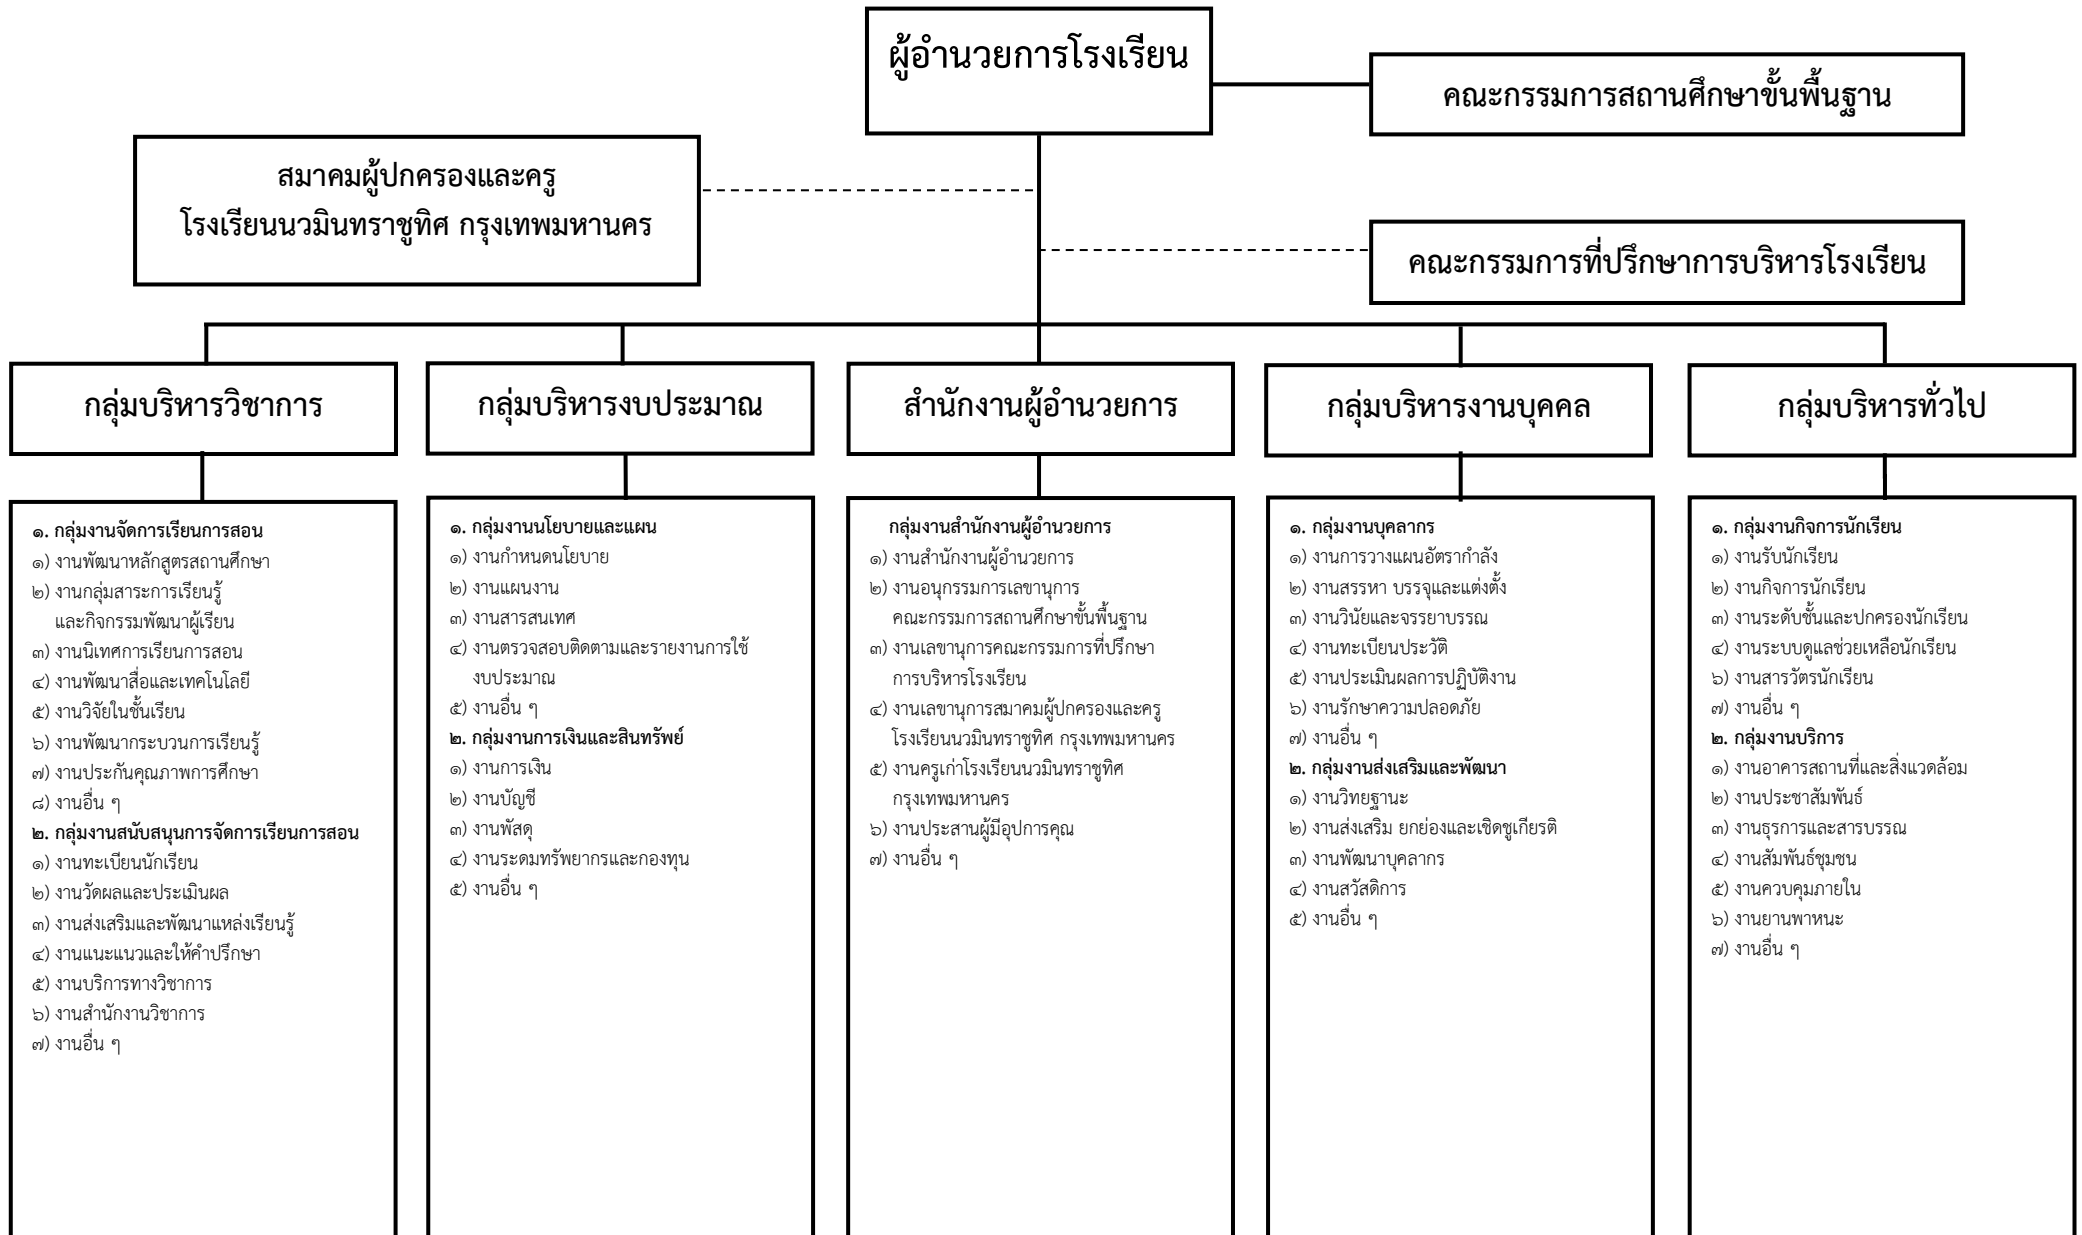 ผู้อำนวยการโรงเรียน
คณะกรรมการสถานศึกษาขั้นพื้นฐาน
สมาคมผู้ปกครองและครู
โรงเรียนนวมินทราชูทิศ กรุงเทพมหานคร
คณะกรรมการที่ปรึกษาการบริหารโรงเรียน
กลุ่มบริหารวิชาการ
กลุ่มบริหารงบประมาณ
สำนักงานผู้อำนวยการ
กลุ่มบริหารงานบุคคล
กลุ่มบริหารทั่วไป
๑. กลุ่มงานจัดการเรียนการสอน
๑) งานพัฒนาหลักสูตรสถานศึกษา
๒) งานกลุ่มสาระการเรียนรู้
และกิจกรรมพัฒนาผู้เรียน
๓) งานนิเทศการเรียนการสอน
๔) งานพัฒนาสื่อและเทคโนโลยี
๕) งานวิจัยในชั้นเรียน
๖) งานพัฒนากระบวนการเรียนรู้
๗) งานประกันคุณภาพการศึกษา
๘) งานอื่น ๆ
๒. กลุ่มงานสนับสนุนการจัดการเรียนการสอน
๑) งานทะเบียนนักเรียน
๒) งานวัดผลและประเมินผล
๓) งานส่งเสริมและพัฒนาแหล่งเรียนรู้
๔) งานแนะแนวและให้คำปรึกษา
๕) งานบริการทางวิชาการ
๖) งานสำนักงานวิชาการ
๗) งานอื่น ๆ
๑. กลุ่มงานนโยบายและแผน
๑) งานกำหนดนโยบาย
๒) งานแผนงาน
๓) งานสารสนเทศ
๔) งานตรวจสอบติดตามและรายงานการใช้
งบประมาณ
๕) งานอื่น ๆ
๒. กลุ่มงานการเงินและสินทรัพย์
๑) งานการเงิน
๒) งานบัญชี
๓) งานพัสดุ
๔) งานระดมทรัพยากรและกองทุน
๕) งานอื่น ๆ
กลุ่มงานสำนักงานผู้อำนวยการ
๑) งานสำนักงานผู้อำนวยการ
๒) งานอนุกรรมการเลขานุการ
คณะกรรมการสถานศึกษาขั้นพื้นฐาน
๓) งานเลขานุการคณะกรรมการที่ปรึกษา
การบริหารโรงเรียน
๔) งานเลขานุการสมาคมผู้ปกครองและครู
โรงเรียนนวมินทราชูทิศ กรุงเทพมหานคร
๕) งานครูเก่าโรงเรียนนวมินทราชูทิศ
กรุงเทพมหานคร
๖) งานประสานผู้มีอุปการคุณ
๗) งานอื่น ๆ
๑. กลุ่มงานบุคลากร
๑) งานการวางแผนอัตรากำลัง
๒) งานสรรหา บรรจุและแต่งตั้ง
๓) งานวินัยและจรรยาบรรณ
๔) งานทะเบียนประวัติ
๕) งานประเมินผลการปฏิบัติงาน
๖) งานรักษาความปลอดภัย
๗) งานอื่น ๆ
๒. กลุ่มงานส่งเสริมและพัฒนา
๑) งานวิทยฐานะ
๒) งานส่งเสริม ยกย่องและเชิดชูเกียรติ
๓) งานพัฒนาบุคลากร
๔) งานสวัสดิการ
๕) งานอื่น ๆ
๑. กลุ่มงานกิจการนักเรียน
๑) งานรับนักเรียน
๒) งานกิจการนักเรียน
๓) งานระดับชั้นและปกครองนักเรียน
๔) งานระบบดูแลช่วยเหลือนักเรียน
๖) งานสารวัตรนักเรียน
๗) งานอื่น ๆ
๒. กลุ่มงานบริการ
๑) งานอาคารสถานที่และสิ่งแวดล้อม
๒) งานประชาสัมพันธ์
๓) งานธุรการและสารบรรณ
๔) งานสัมพันธ์ชุมชน
๕) งานควบคุมภายใน
๖) งานยานพาหนะ
๗) งานอื่น ๆ